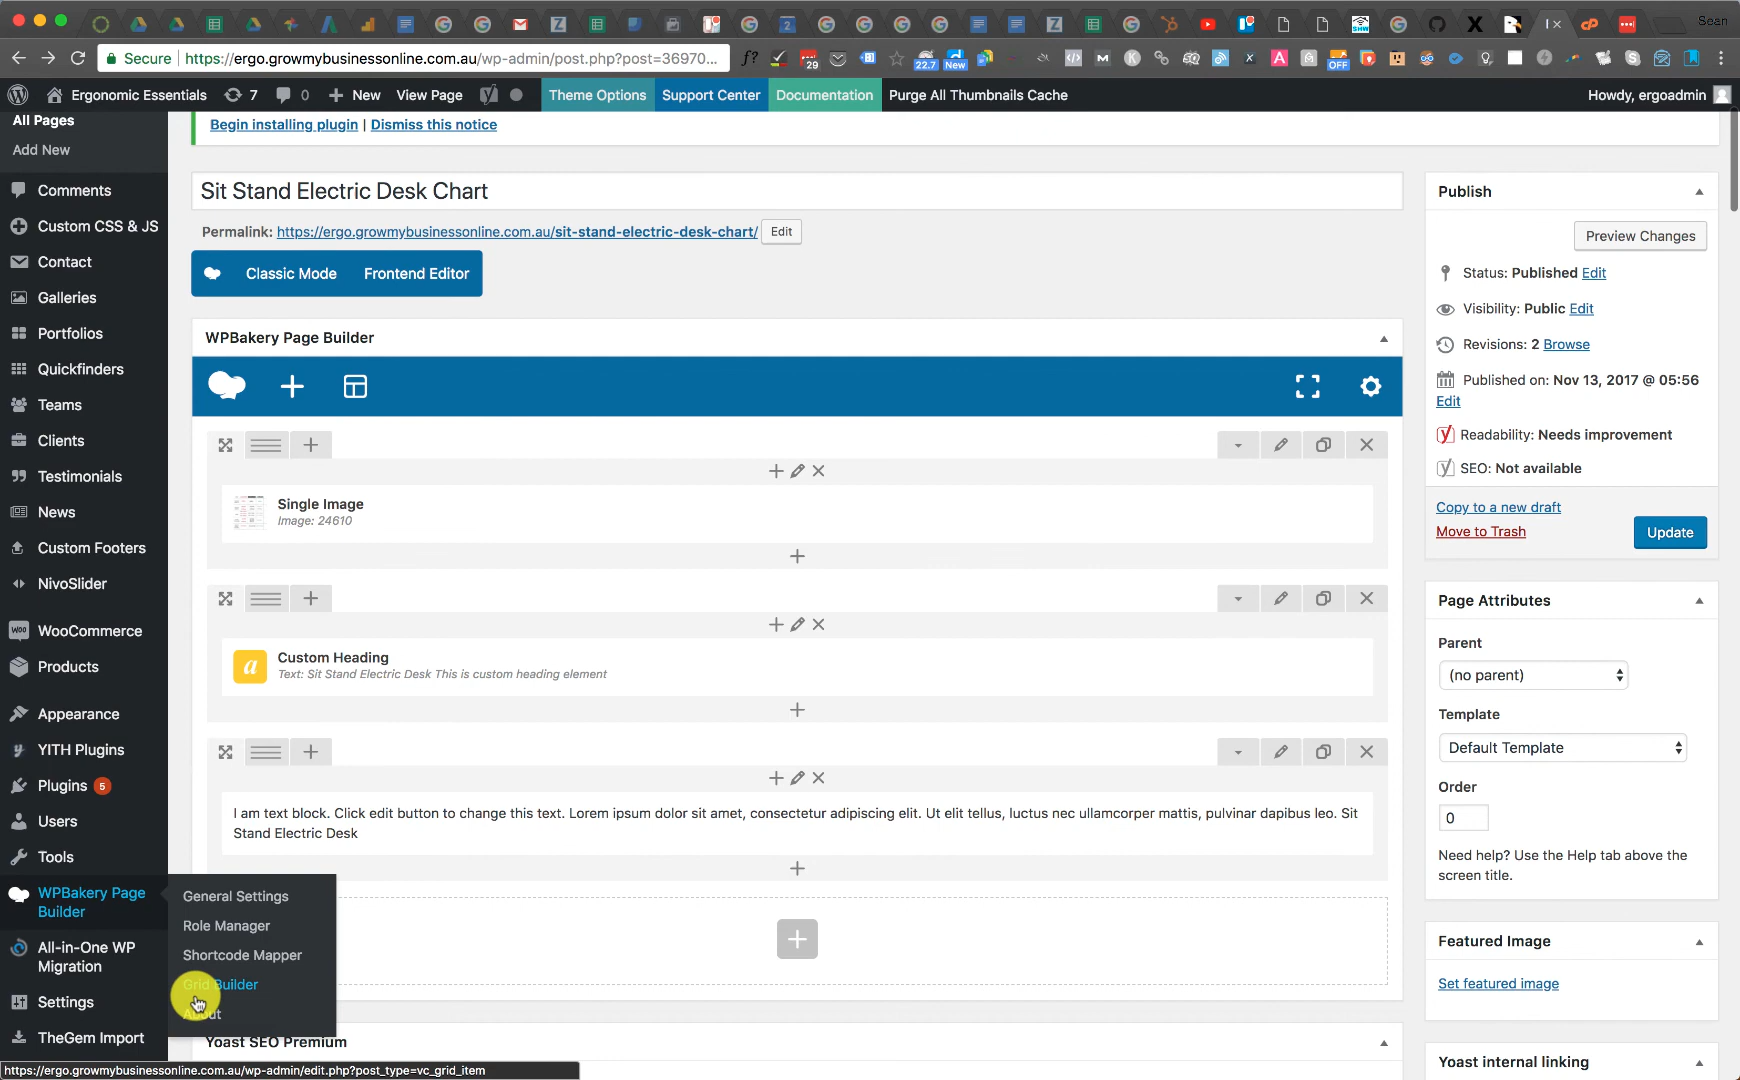 Sean
Secure
https://ergo.growmybusinessonline.com.au/wp-admin/post.php?post=36970...
f?
29
22.7
New
OFF
Ergonomic Essentials
7
0
New
View Page
Theme Options
Support Center
Documentation
Purge All Thumbnails Cache
Howdy, ergoadmin
All Pages
Add New
Comments
Custom CSS & JS
Contact
Galleries
Portfolios
Quickfinders
Teams
Clients
Testimonials
News
Custom Footers
NivoSlider
WooCommerce
Products
Appearance
YITH Plugins
Plugins 5
Users
Tools
WPBakery Page
Builder
All-in-One WP
Migration
Settings
TheGem Import
General Settings
Role Manager
Shortcode Mapper
Grid Builder
About
Begin installing plugin | Dismiss this notice
Sit Stand Electric Desk Chart
Permalink: https://ergo.growmybusinessonline.com.au/sit-stand-electric-desk-chart/ Edit
Classic Mode
Frontend Editor
WPBakery Page Builder
Single Image
Image: 24610
Custom Heading
Text: Sit Stand Electric Desk This is custom heading element
I am text block. Click edit button to change this text. Lorem ipsum dolor sit amet, consectetur adipiscing elit. Ut elit tellus, luctus nec ullamcorper mattis, pulvinar dapibus leo. Sit
Stand Electric Desk
Yoast SEO Premium
Publish
Preview Changes
Status: Published Edit
Visibility: Public Edit
Revisions: 2 Browse
Published on: Nov 13, 2017 @ 05:56
Edit
Readability: Needs improvement
SEO: Not available
Copy to a new draft
Move to Trash
Update
Page Attributes
Parent
(no parent)
Template
Default Template
Order
0
Need help? Use the Help tab above the
screen title.
Featured Image
Set featured image
Yoast internal linking
https://ergo.growmybusinessonline.com.au/wp-admin/edit.php?post_type=vc_grid_item